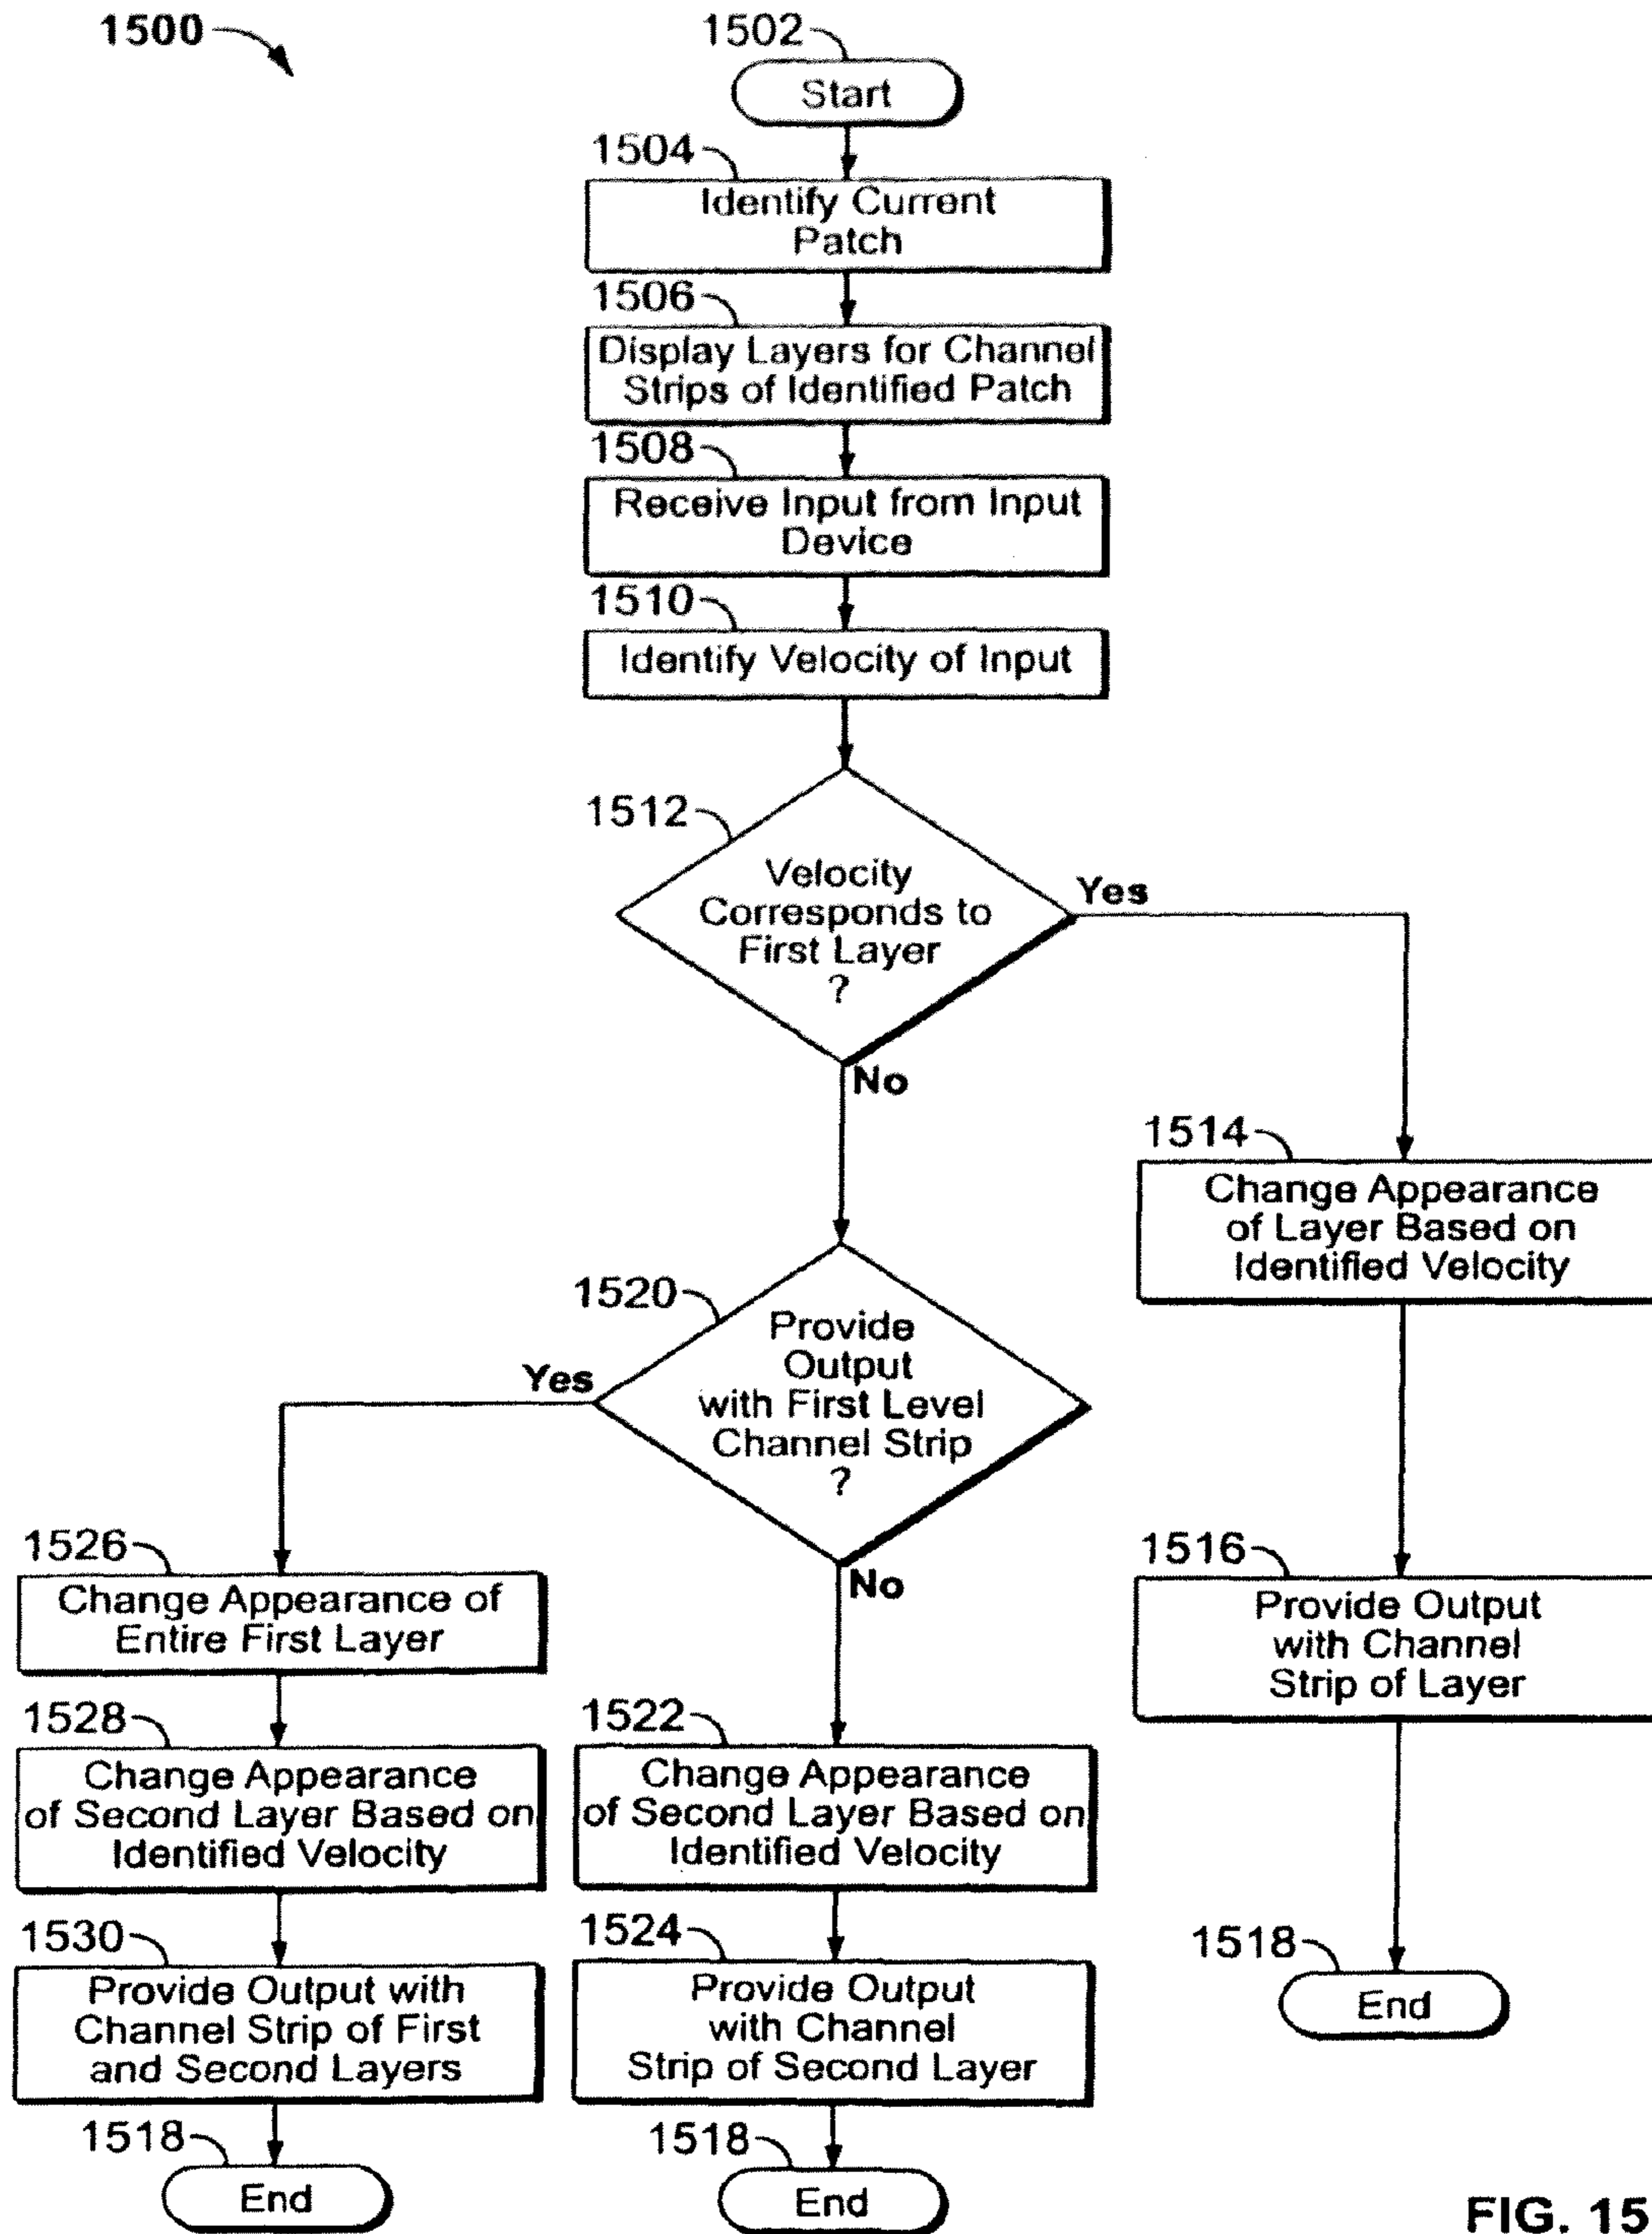 1500
1502
Start
1504
Identify Current
Patch
1506
Display Layers for Channel
Strips of Identified Patch
1508
Receive Input from Input
Device
1510
Identify Velocity of Input
1512
Velocity
Corresponds to
First Layer
?
Yes
No
1514
Change Appearance
of Layer Based on
Identified Velocity
1520
Provide
Output
with First Level
Channel Strip
?
Yes
No
1516
Provide Output
with Channel
Strip of Layer
1518
End
1526
Change Appearance of
Entire First Layer
1528
Change Appearance
of Second Layer Based on
Identified Velocity
1530
Provide Output with
Channel Strip of First
and Second Layers
1518
End
1522
Change Appearance
of Second Layer Based on
Identified Velocity
1524
Provide Output
with Channel
Strip of Second Layer
1518
End
FIG. 15